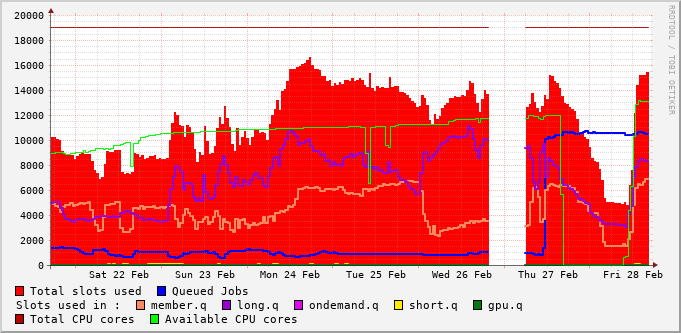 20000
18000
16000
14000
12000
10000
8000
6000
4000
2000
0
Sat 22 Feb Sun 23 Feb Mon 24 Feb Tue 25 Feb Wed 26 Feb Thu 27 Feb Fri 28 Feb
Total slots used Queued Jobs
Slots used in : member.q long.q ondemand.q short.q gpu.q
Total CPU cores Available CPU cores
RRDTOOL / TOBI OETIKER